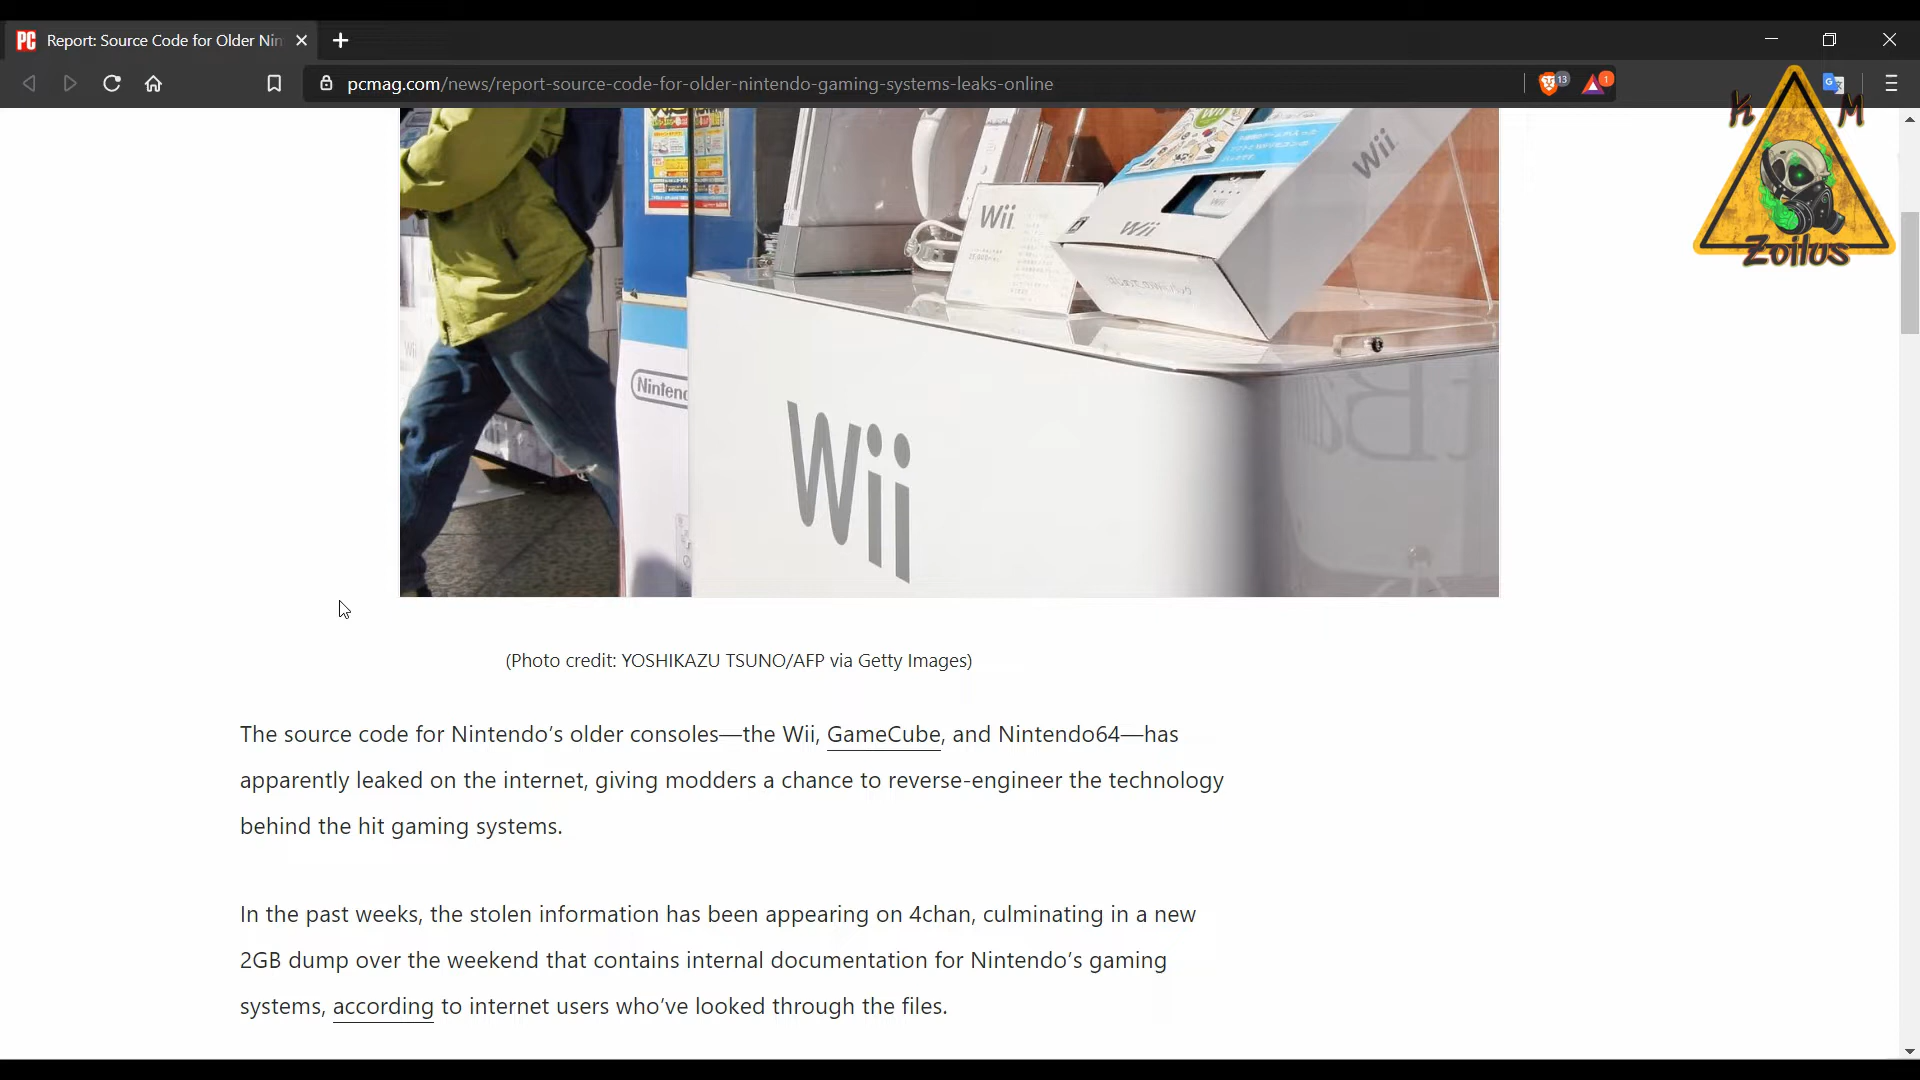 PC Report: Source Code for Older Nin
pcmag.com/news/report-source-code-for-older-nintendo-gaming-systems-leaks-online
13
1
K M
Zoilus
Wii
Wii
Wii
Wii
Nintend
Wii
(Photo credit: YOSHIKAZU TSUNO/AFP via Getty Images)
The source code for Nintendo’s older consoles—the Wii, GameCube, and Nintendo64—has
apparently leaked on the internet, giving modders a chance to reverse-engineer the technology
behind the hit gaming systems.
In the past weeks, the stolen information has been appearing on 4chan, culminating in a new
2GB dump over the weekend that contains internal documentation for Nintendo’s gaming
systems, according to internet users who’ve looked through the files.